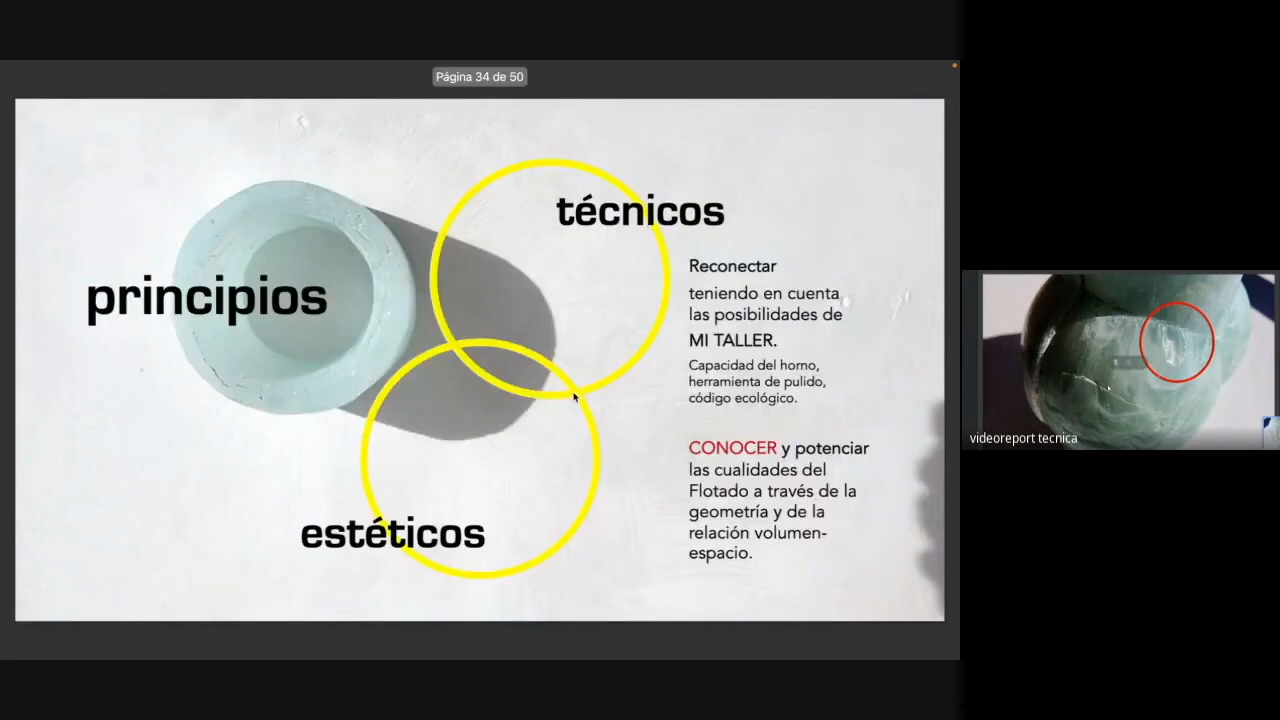 Página 34 de 50
principios
técnicos
estéticos
Reconectar
teniendo en cuenta
las posibilidades de
MI TALLER.
Capacidad del horno,
herramienta de pulido,
código ecológico.
CONOCER y potenciar
las cualidades del
Flotado a través de la
geometría y de la
relación volumen-
espacio.
videoreport tecnica